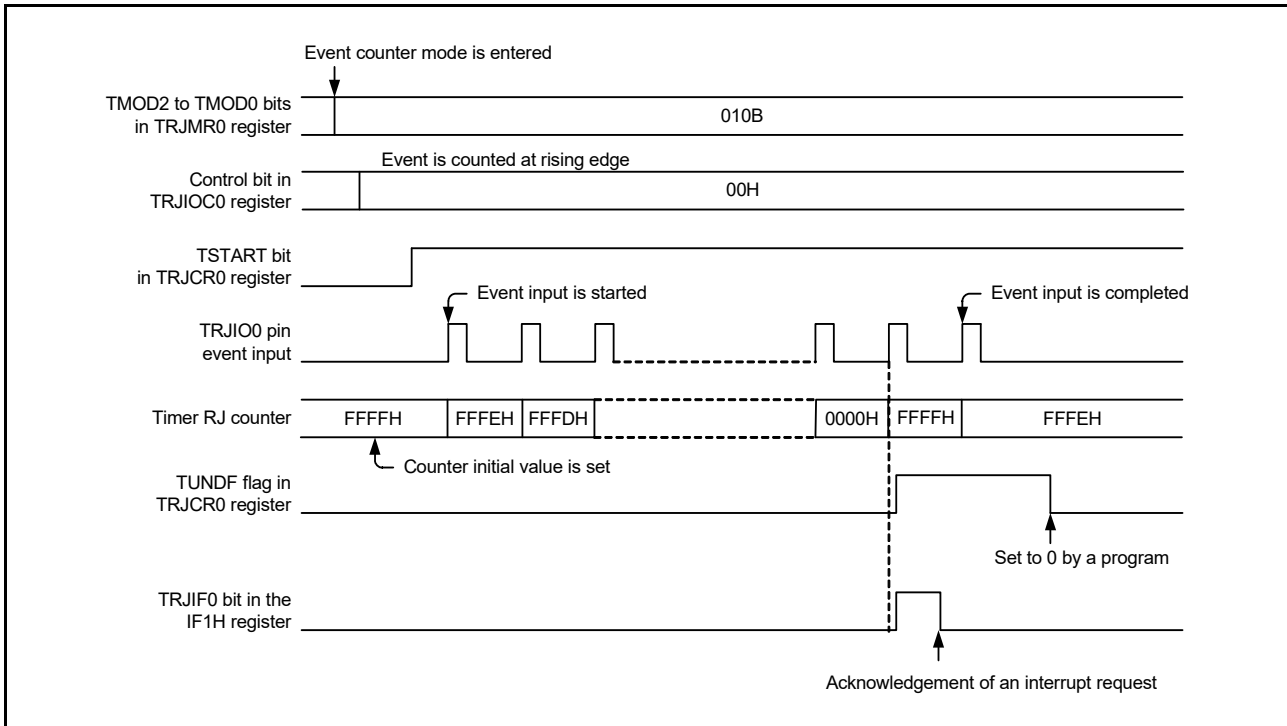 Event counter mode is entered
TMOD2 to TMOD0 bits
in TRJMR0 register
010B
Event is counted at rising edge
Control bit in
TRJIOC0 register
00H
TSTART bit
in TRJCR0 register
Event input is started
Event input is completed
TRJIO0 pin
event input
Timer RJ counter
FFFFH
FFFEH
FFFDH
0000H
FFFFH
FFFEH
Counter initial value is set
TUNDF flag in
TRJCR0 register
Set to 0 by a program
TRJIF0 bit in the
IF1H register
Acknowledgement of an interrupt request